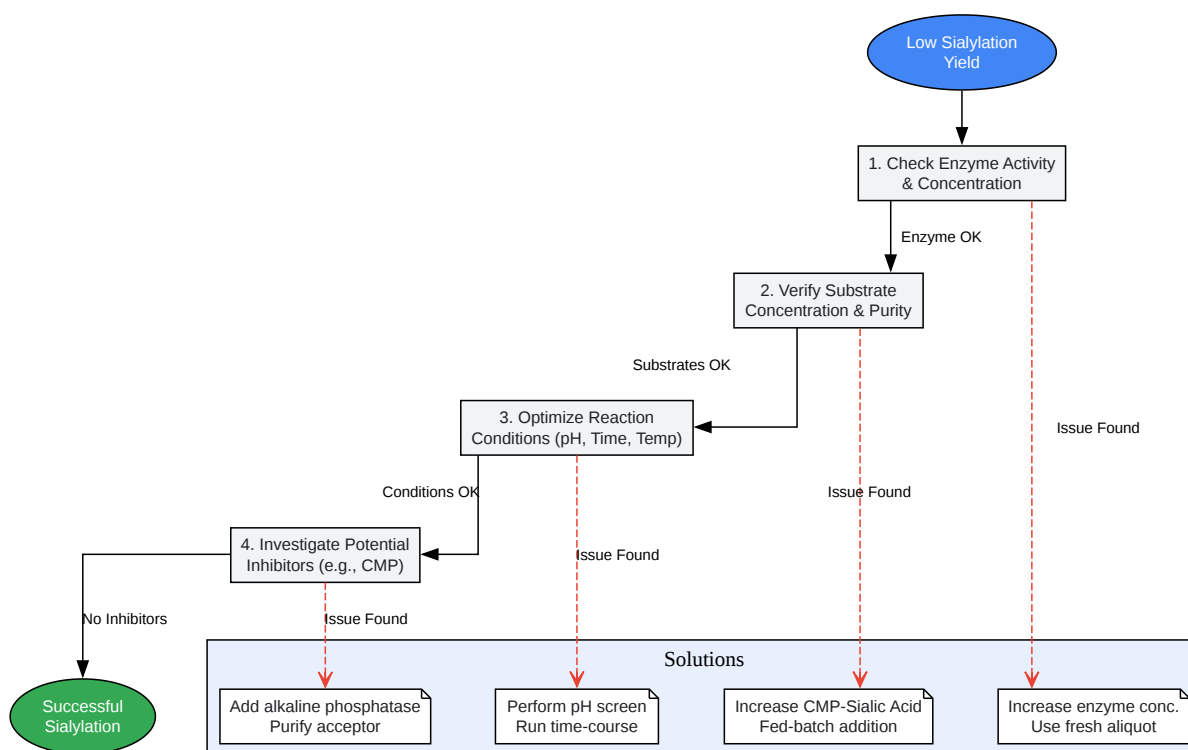 Low Sialylation
Yield
1. Check Enzyme Activity
& Concentration
Enzyme OK
2. Verify Substrate
Concentration & Purity
Substrates OK
3. Optimize Reaction
Conditions (pH, Time, Temp)
Issue Found
Conditions OK
Issue Found
4. Investigate Potential
Inhibitors (e.g., CMP)
Issue Found
No Inhibitors
Issue Found
Solutions
Successful
Sialylation
Add alkaline phosphatase
Purify acceptor
Perform pH screen
Run time-course
Increase CMP-Sialic Acid
Fed-batch addition
Increase enzyme conc.
Use fresh aliquot